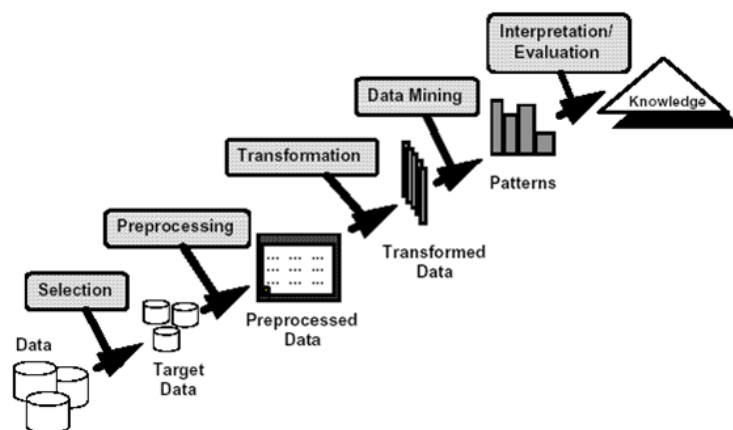 Interpretation/
Evaluation
Data Mining
Knowledge
Transformation
Patterns
Preprocessing
Transformed
Data
Selection
... ... ...
... ... ...
... ... ...
Preprocessed
Data
Data
Target
Data